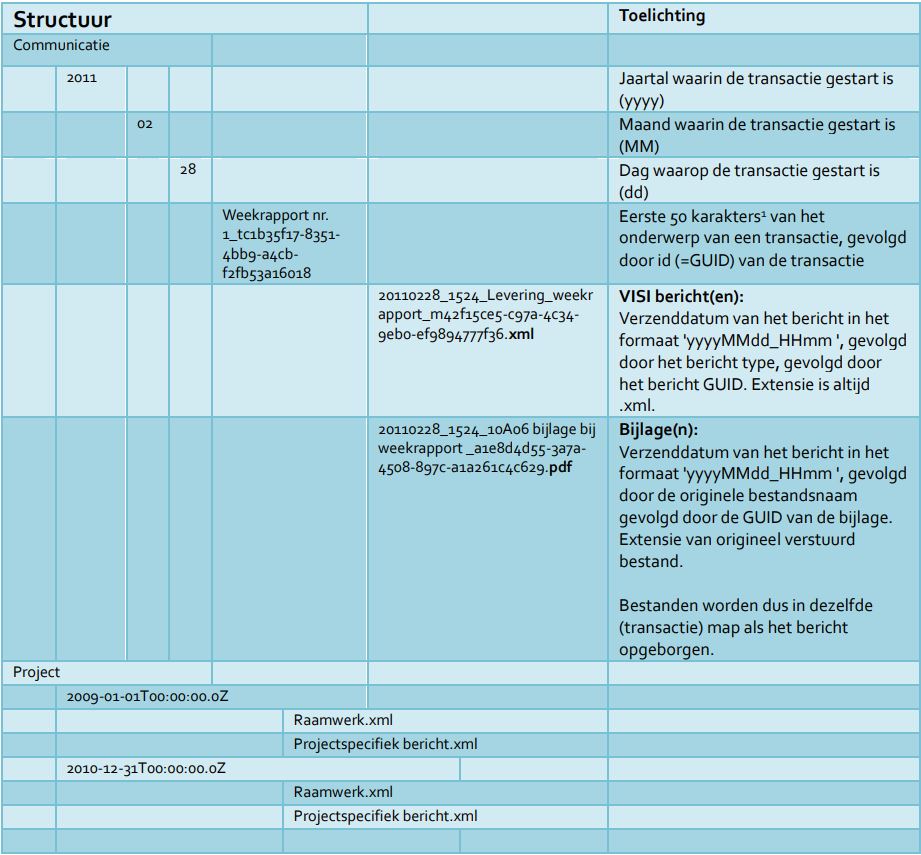 Structuur
Toelichting
Communicatie
2011
Jaartal waarin de transactie gestart is
(yyyy)
02
Maand waarin de transactie gestart is
(MM)
28
Dag waarop de transactie gestart is
(dd)
Weekrapport nr.
1_tc1b35f17-8351-
4bb9-a4cb-
f2fb53a16018
Eerste 50 karakters¹ van het
onderwerp van een transactie, gevolgd
door id (=GUID) van de transactie
20110228_1524_Levering_weekr
apport_m42f15ce5-c97a-4c34-
9eb0-ef9894777f36.xml
VISI bericht(en):
Verzenddatum van het bericht in het
formaat 'yyyyMMdd_HHmm ', gevolgd
door het bericht type, gevolgd door
het bericht GUID. Extensie is altijd
.xml.
20110228_1524_10A06 bijlage bij
weekrapport _a1e8d4d55-3a7a-
4508-897c-a1a261c4c629.pdf
Bijlage(n):
Verzenddatum van het bericht in het
formaat 'yyyyMMdd_HHmm ', gevolgd
door de originele bestandsnaam
gevolgd door de GUID van de bijlage.
Extensie van origineel verstuurd
bestand.
Bestanden worden dus in dezelfde
(transactie) map als het bericht
opgeborgen.
Project
2009-01-01T00:00:00.0Z
Raamwerk.xml
Projectspecifiek bericht.xml
2010-12-31T00:00:00.0Z
Raamwerk.xml
Projectspecifiek bericht.xml